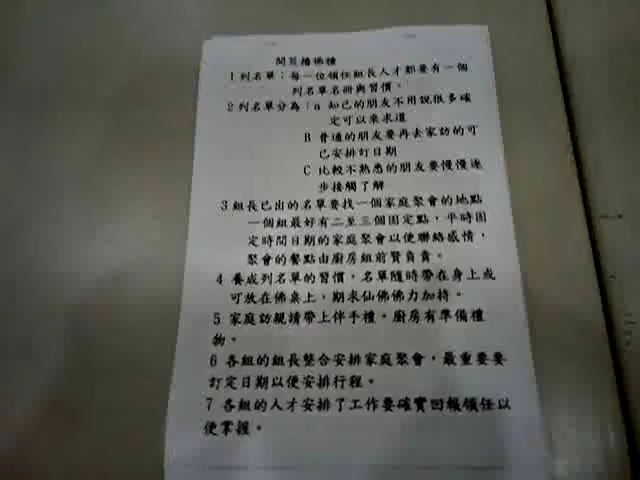 開荒播佛種
1 列名單：每一位領任組長人才都要有一個
列名單名冊與習慣。
2 列名單分為：a 知己的朋友不用說很多確
定可以來求道
B 普通的朋友要再去家訪的可
已安排訂日期
C 比較不熟悉的朋友要慢慢逐
步接觸了解
3 組長已出的名單要找一個家庭聚會的地點
一個組最好有二至三個固定點，平時固
定時間日期的家庭聚會以便聯絡感情，
聚會的餐點由廚房組前賢負責。
4 養成列名單的習慣，名單隨時帶在身上或
可放在佛桌上，期求仙佛佛力加持。
5 家庭訪親請帶上伴手禮。廚房有準備禮
物。
6 各組的組長整合安排家庭聚會，最重要要
訂定日期以便安排行程。
7 各組的人才安排了工作要確實回報領任以
便掌握。